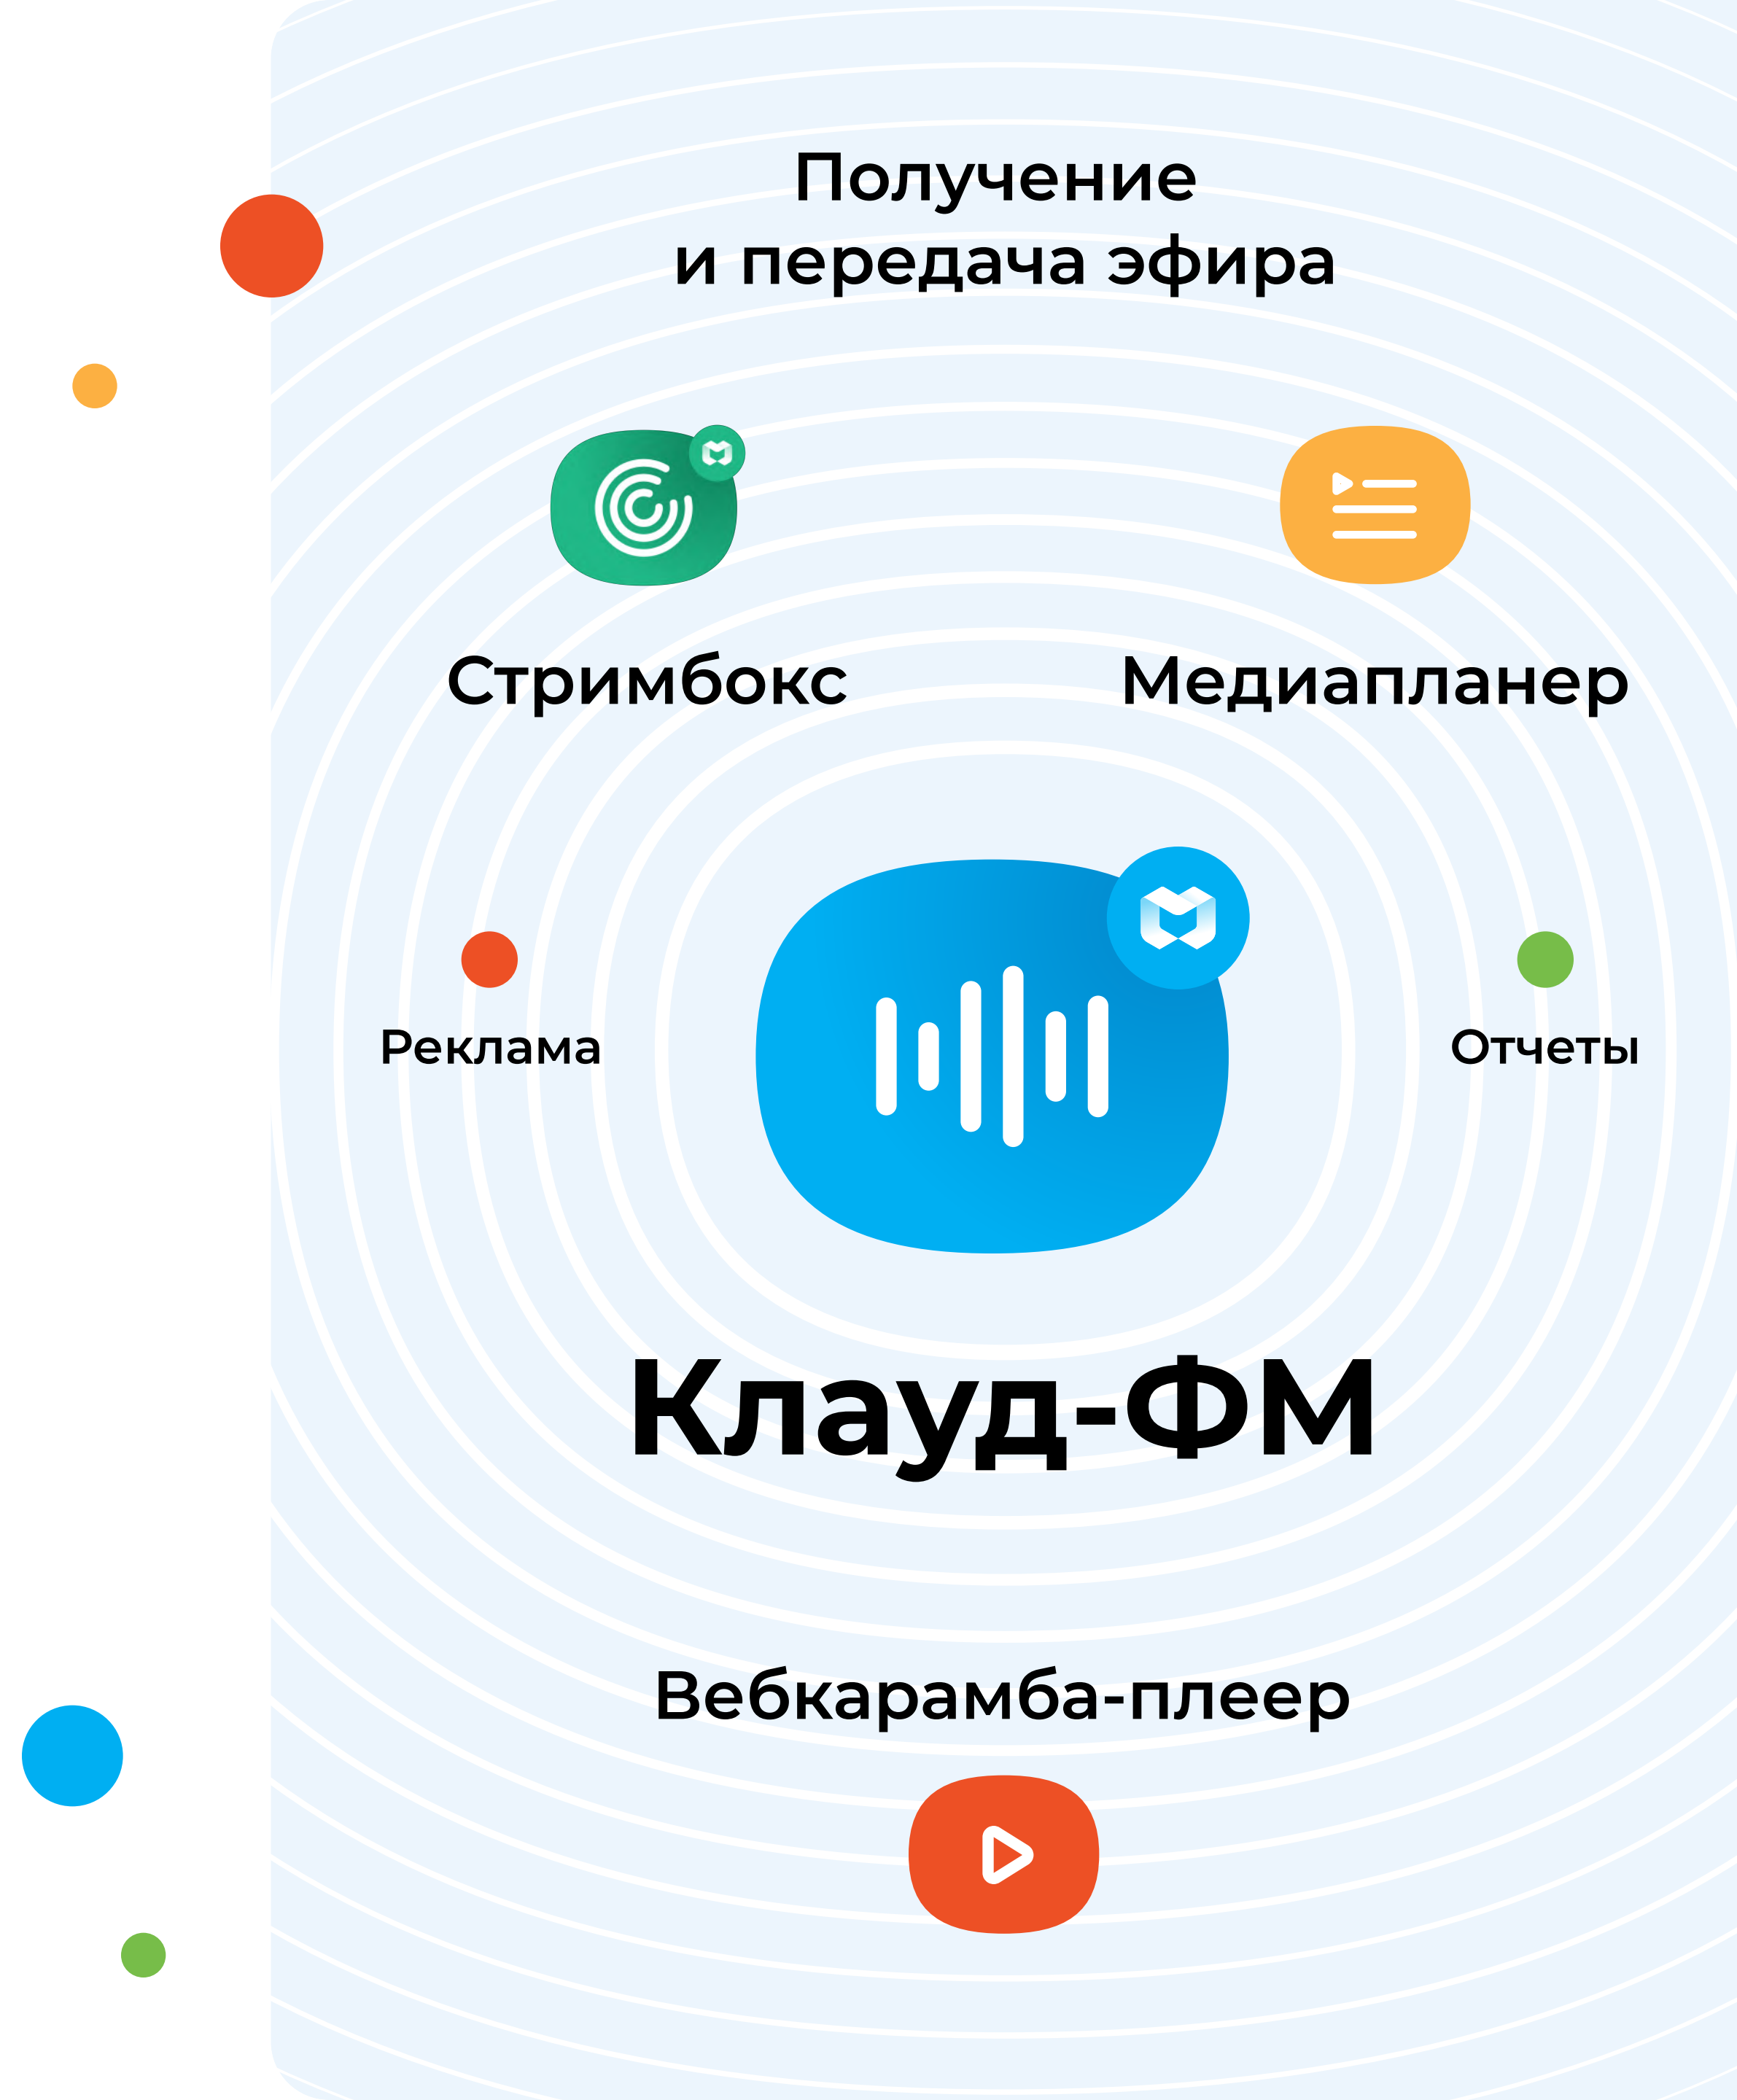 Получение
и передача эфира
Стримбокс
Медиапланер
Реклама
Отчеты
Клауд-ФМ
Вебкарамба-плеер